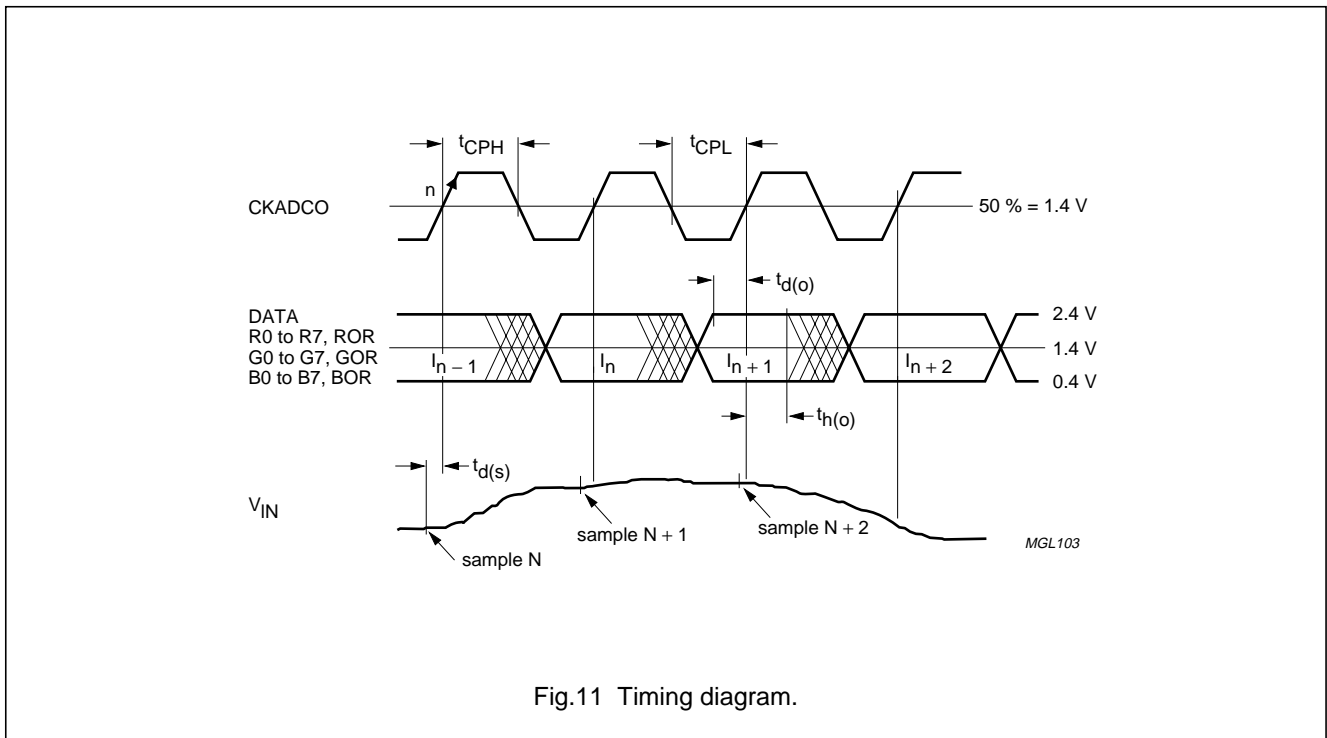 tCPH
tCPL
n
CKADCO
50 % = 1.4 V
td(o)
DATA
R0 to R7, ROR
G0 to G7, GOR
B0 to B7, BOR
In − 1
In
In + 1
In + 2
2.4 V
1.4 V
0.4 V
th(o)
td(s)
VIN
sample N
sample N + 1
sample N + 2
MGL103
Fig.11 Timing diagram.